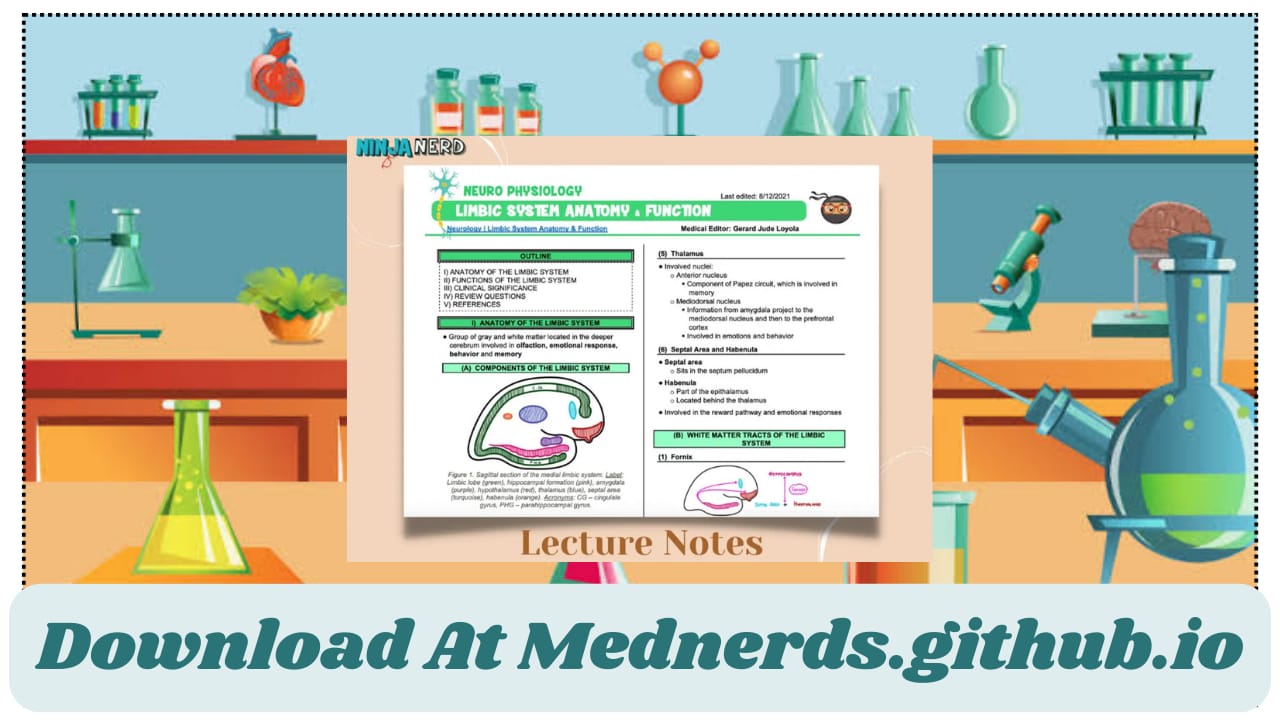 NINJA NERD
NEURO PHYSIOLOGY
Last edited: 8/12/2021
LIMBIC SYSTEM ANATOMY & FUNCTION
Neurology | Limbic System Anatomy & Function
Medical Editor: Gerard Jude Loyola
OUTLINE
I) ANATOMY OF THE LIMBIC SYSTEM
II) FUNCTIONS OF THE LIMBIC SYSTEM
III) CLINICAL SIGNIFICANCE
IV) REVIEW QUESTIONS
V) REFERENCES
I) ANATOMY OF THE LIMBIC SYSTEM
● Group of gray and white matter located in the deeper
cerebrum involved in olfaction, emotional response,
behavior and memory
(A) COMPONENTS OF THE LIMBIC SYSTEM
Figure 1. Sagittal section of the medial limbic system. Label:
Limbic lobe (green), hippocampal formation (pink), amygdala
(purple), hypothalamus (red), thalamus (blue), septal area
(turquoise), habenula (orange). Acronyms: CG – cingulate
gyrus, PHG – parahippocampal gyrus.
(5) Thalamus
● Involved nuclei:
o Anterior nucleus
▪ Component of Papez circuit, which is involved in
memory
o Mediodorsal nucleus
▪ Information from amygdala project to the
mediodorsal nucleus and then to the prefrontal
cortex
▪ Involved in emotions and behavior
(6) Septal Area and Habenula
● Septal area
o Sits in the septum pellucidum
● Habenula
o Part of the epithalamus
o Located behind the thalamus
● Involved in the reward pathway and emotional responses
(B) WHITE MATTER TRACTS OF THE LIMBIC
SYSTEM
(1) Fornix
HIPPOCAMPUS
SEPTAL AREA
Lecture Notes
Download At Mednerds.github.io